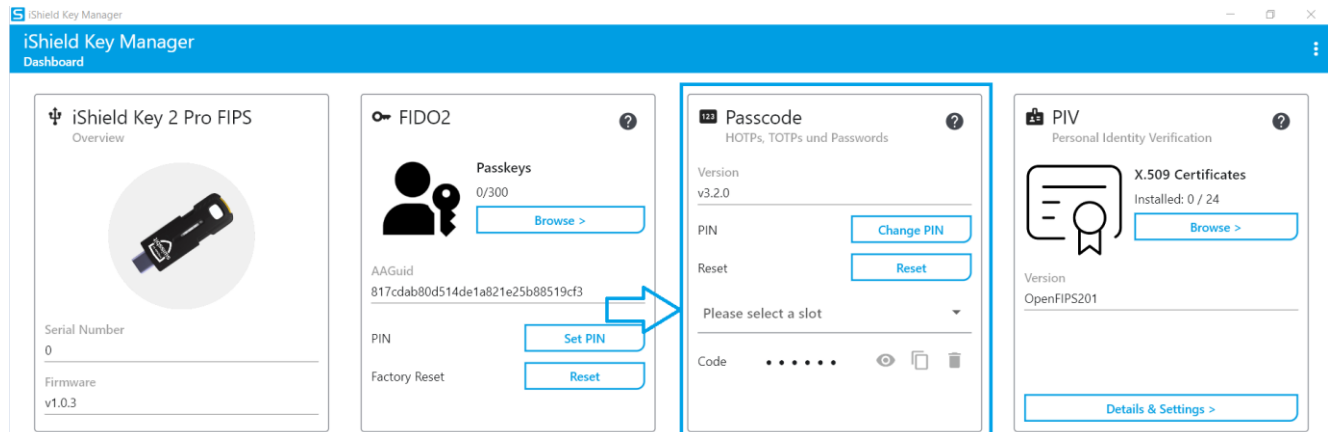 iShield Key Manager
iShield Key Manager
Dashboard
iShield Key 2 Pro FIPS
Overview
Serial Number
0
Firmware
v1.0.3
FIDO2
Passkeys
0/300
Browse >
AAGuid
817cdab80d514de1a821e25b88519cf3
PIN
Set PIN
Factory Reset
Reset
123
Passcode
HOTPs, TOTPs und Passwords
Version
v3.2.0
PIN
Change PIN
Reset
Reset
Please select a slot
Code
PIV
Personal Identity Verification
X.509 Certificates
Installed: 0 / 24
Browse >
Version
OpenFIPS201
Details & Settings >